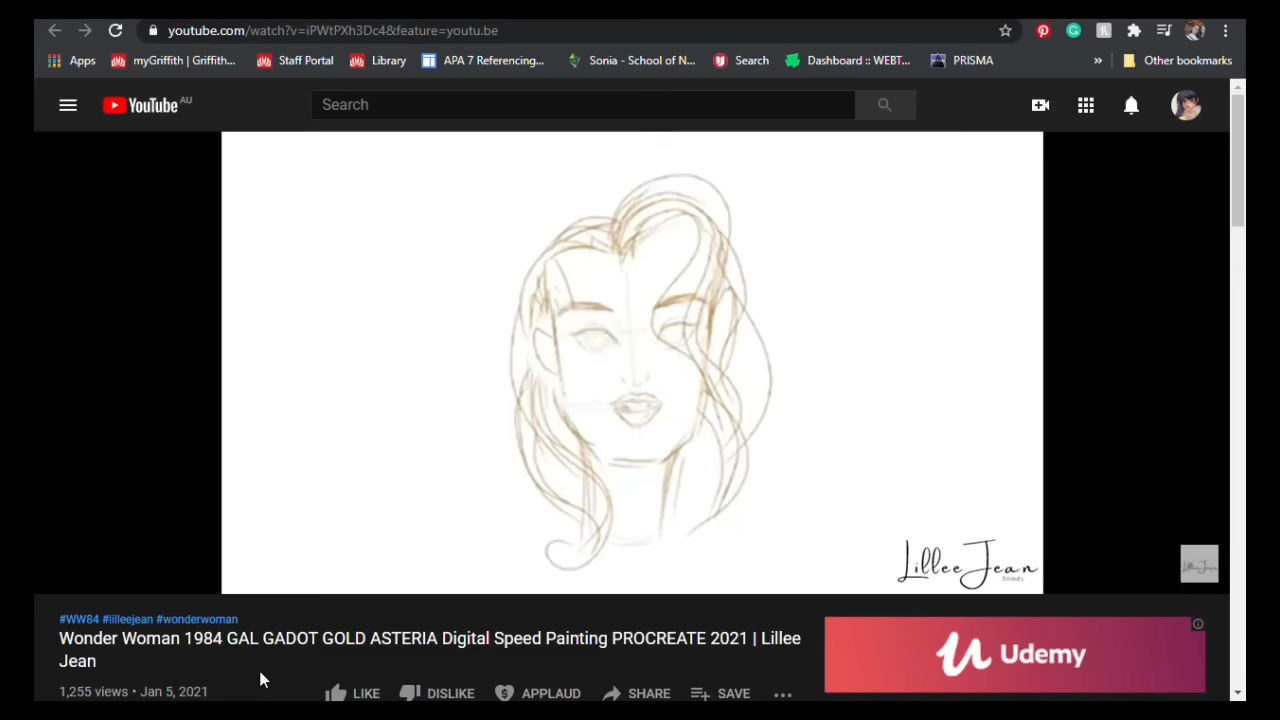 youtube.com/watch?v=iPWtPXh3Dc4&feature=youtu.be
Apps myGriffith | Griffith... Staff Portal Library APA 7 Referencing... Sonia - School of N... Search Dashboard :: WEBT... PRISMA » Other bookmarks
YouTube AU Search
Lillee Jean
#WW84 #lilleejean #wonderwoman
Wonder Woman 1984 GAL GADOT GOLD ASTERIA Digital Speed Painting PROCREATE 2021 | Lillee
Jean
Udemy
1,255 views • Jan 5, 2021 LIKE DISLIKE APPLAUD SHARE SAVE ...